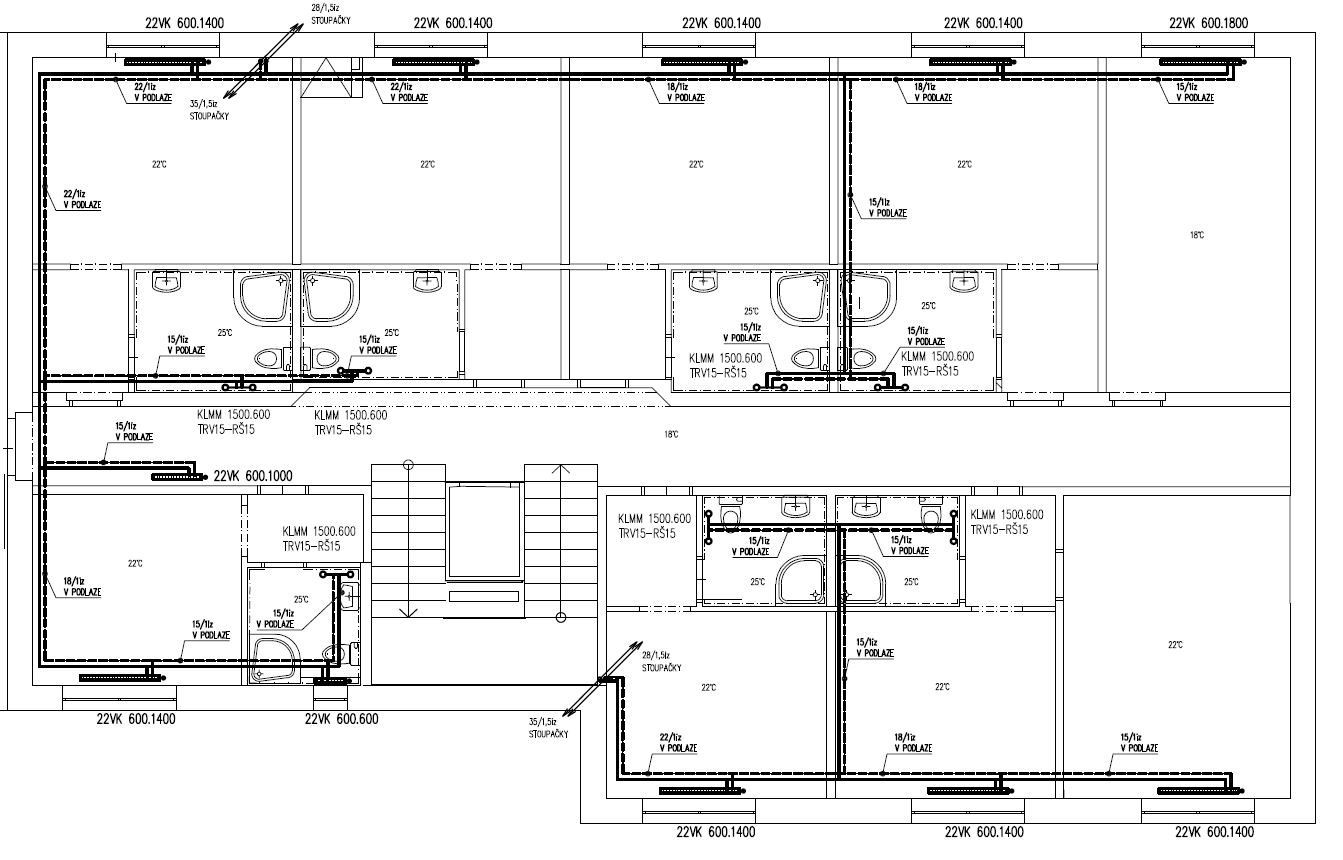 28/1,5iz
STOUPAČKY
22VK 600.1400
22VK 600.1400
22VK 600.1400
22VK 600.1400
22VK 600.1800
22/1iz
V PODLAZE
35/1,5iz
STOUPAČKY
22/1iz
V PODLAZE
18/1iz
V PODLAZE
18/1iz
V PODLAZE
15/1iz
V PODLAZE
22°C
22°C
22°C
22°C
22/1iz
V PODLAZE
15/1iz
V PODLAZE
18°C
25°C
25°C
25°C
25°C
15/1iz
V PODLAZE
15/1iz
V PODLAZE
15/1iz
V PODLAZE
15/1iz
V PODLAZE
KLMM 1500.600
TRV15-RŠ15
KLMM 1500.600
TRV15-RŠ15
KLMM 1500.600
TRV15-RŠ15
KLMM 1500.600
TRV15-RŠ15
15/1iz
V PODLAZE
18°C
22VK 600.1000
KLMM 1500.600
TRV15-RŠ15
KLMM 1500.600
TRV15-RŠ15
KLMM 1500.600
TRV15-RŠ15
15/1iz
V PODLAZE
15/1iz
V PODLAZE
22°C
18/1iz
V PODLAZE
25°C
25°C
25°C
15/1iz
V PODLAZE
15/1iz
V PODLAZE
15/1iz
V PODLAZE
22°C
28/1,5iz
STOUPAČKY
22°C
22°C
22VK 600.1400
22VK 600.600
35/1,5iz
STOUPAČKY
22/1iz
V PODLAZE
18/1iz
V PODLAZE
15/1iz
V PODLAZE
22VK 600.1400
22VK 600.1400
22VK 600.1400